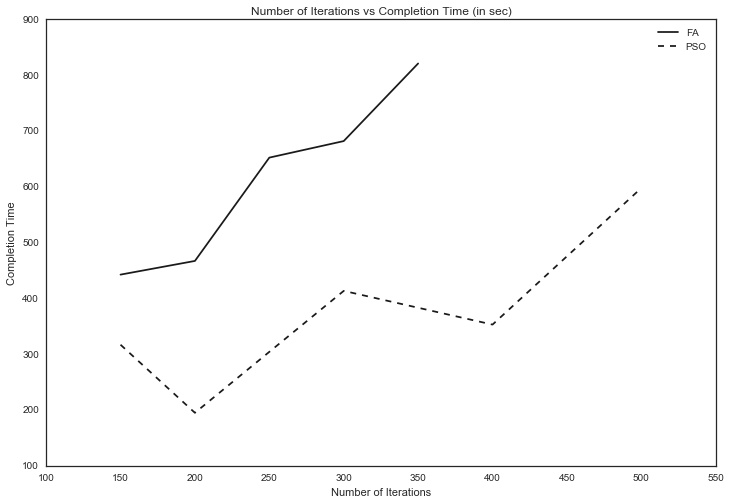 Number of Iterations vs Completion Time (in sec)
FA
PSO
900
800
700
600
500
400
300
200
100
Completion Time
100 150 200 250 300 350 400 450 500 550
Number of Iterations